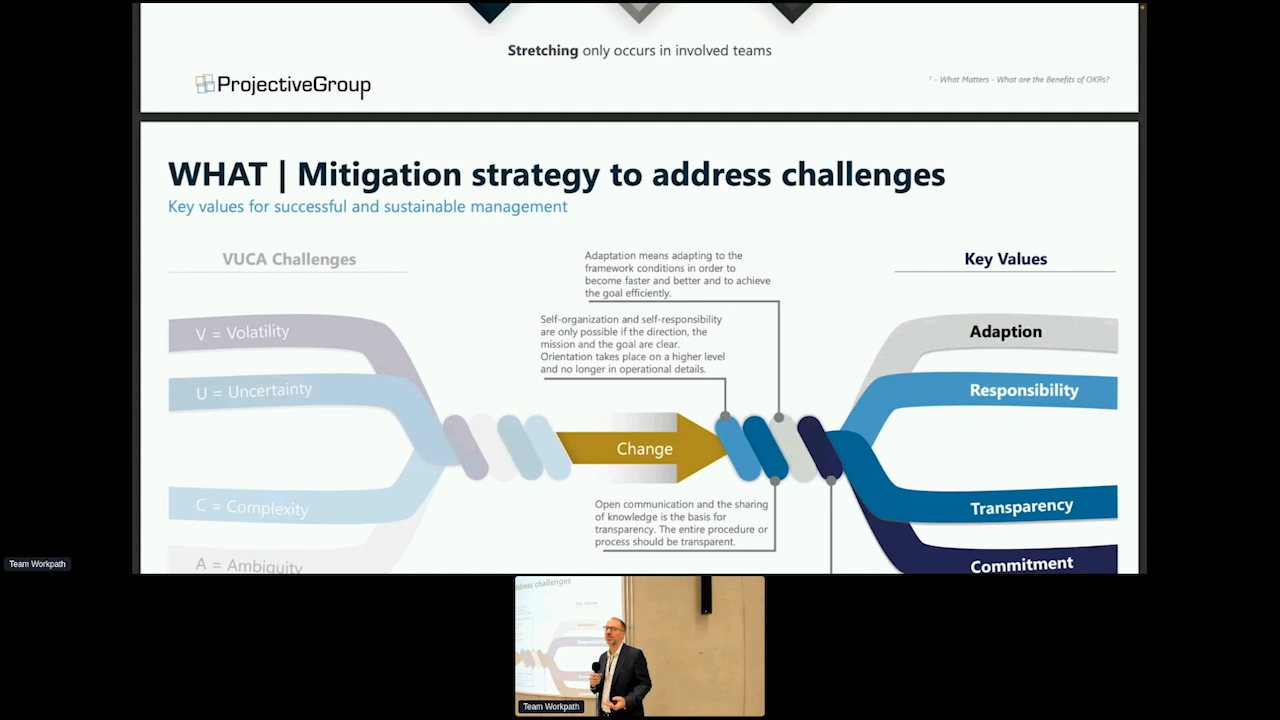 Stretching only occurs in involved teams
ProjectiveGroup
¹ - What Matters - What are the Benefits of OKRs?
WHAT | Mitigation strategy to address challenges
Key values for successful and sustainable management
VUCA Challenges
Adaptation means adapting to the
framework conditions in order to
become faster and better and to achieve
the goal efficiently.
Key Values
Self-organization and self-responsibility
are only possible if the direction, the
mission and the goal are clear.
Orientation takes place on a higher level
and no longer in operational details.
V = Volatility
Adaption
U = Uncertainty
Responsibility
Change
C = Complexity
Open communication and the sharing
of knowledge is the basis for
transparency. The entire procedure or
process should be transparent.
Transparency
A = Ambiguity
Commitment
Team Workpath
ddress challenges
Key Values
Team Workpath